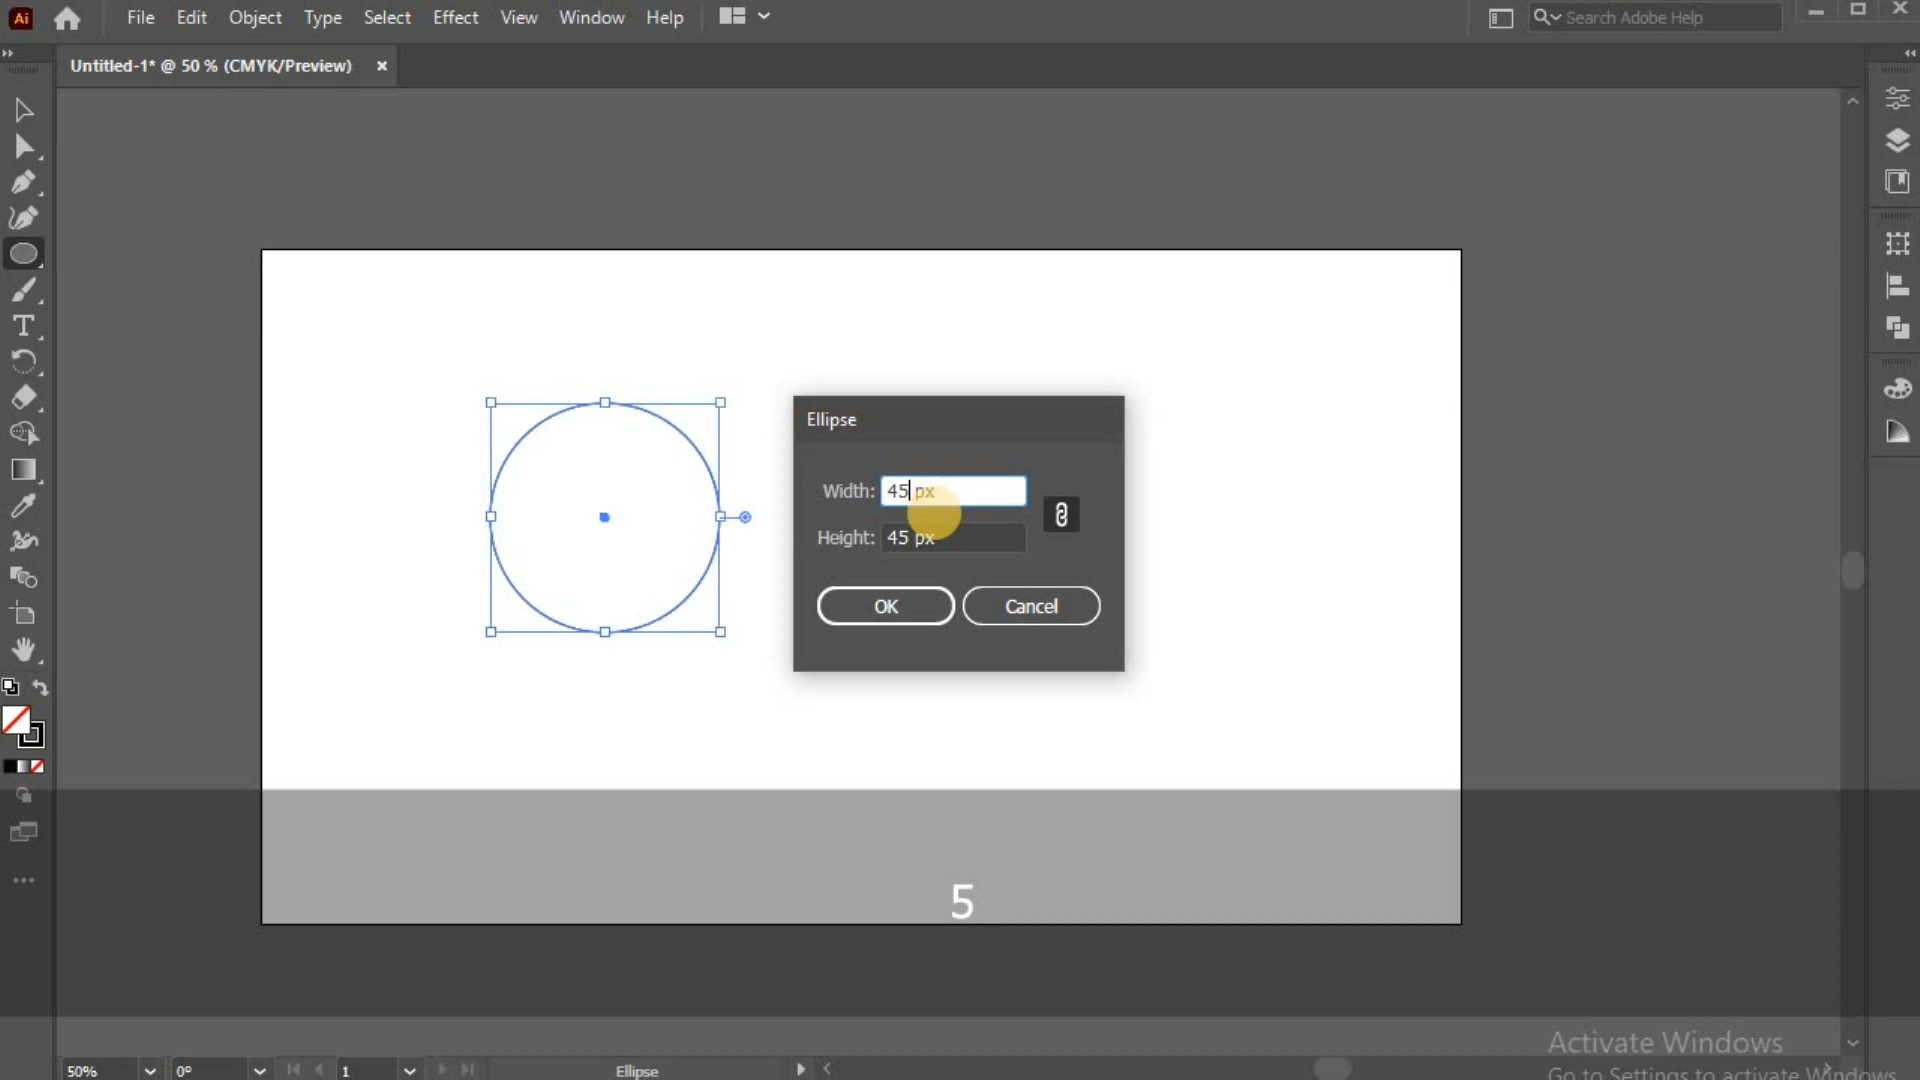 Ai File Edit Object Type Select Effect View Window Help Search Adobe Help
Untitled-1* @ 50 % (CMYK/Preview) ×
Ellipse
Width: 45 px
Height: 45 px
OK Cancel
5
Activate Windows
Go to Settings to activate Windows
50% 0° 1 Ellipse